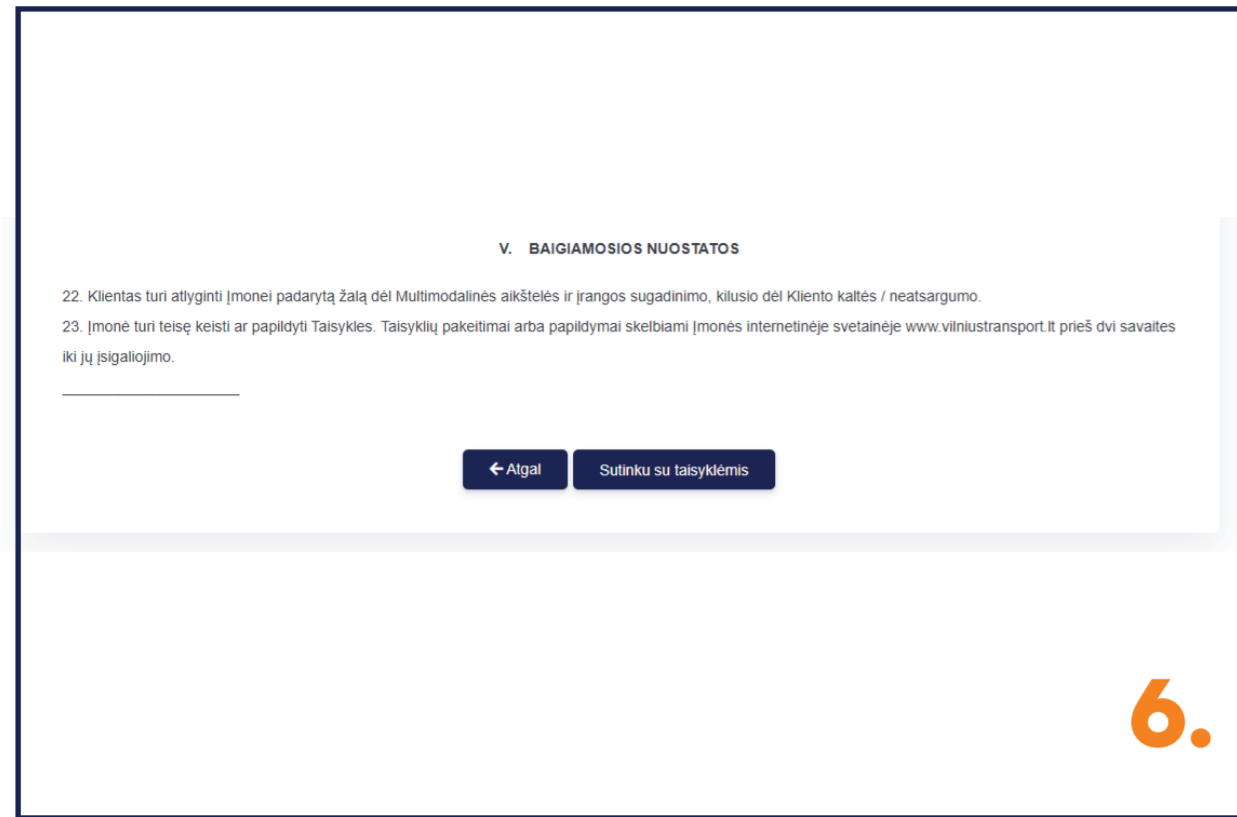 V. BAIGIAMOSIOS NUOSTATOS
22. Klientas turi atlyginti Įmonei padarytą žalą dėl Multimodalinės aikštelės ir įrangos sugadinimo, kilusio dėl Kliento kaltės / neatsargumo.
23. Įmonė turi teisę keisti ar papildyti Taisykles. Taisyklių pakeitimai arba papildymai skelbiami Įmonės internetinėje svetainėje www.vilniustransport.lt prieš dvi savaites
iki jų įsigaliojimo.
Atgal
Sutinku su taisyklėmis
6.